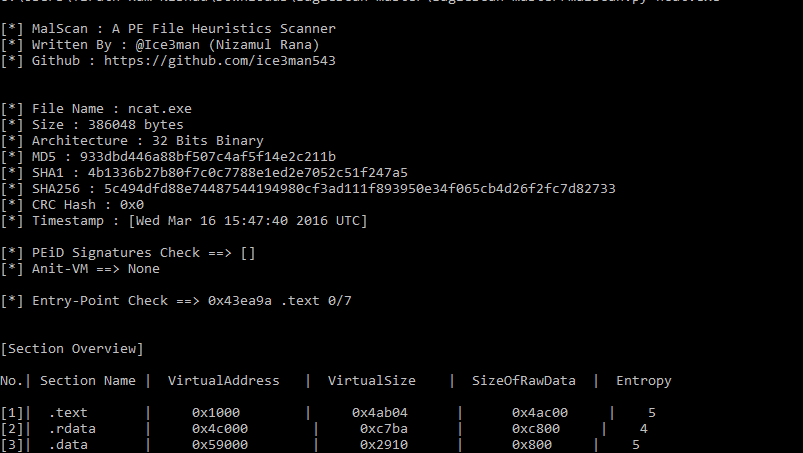 [*] MalScan : A PE File Heuristics Scanner
[*] Written By : @Ice3man (Nizamul Rana)
[*] Github : https://github.com/ice3man543
[*] File Name : ncat.exe
[*] Size : 386048 bytes
[*] Architecture : 32 Bits Binary
[*] MD5 : 933dbd446a88bf507c4af5f14e2c211b
[*] SHA1 : 4b1336b27b80f7c0c7788e1ed2e7052c51f247a5
[*] SHA256 : 5c494dfd88e74487544194980cf3ad111f893950e34f065cb4d26f2fc7d82733
[*] CRC Hash : 0x0
[*] Timestamp : [Wed Mar 16 15:47:40 2016 UTC]
[*] PEiD Signatures Check ==> []
[*] Anit-VM ==> None
[*] Entry-Point Check ==> 0x43ea9a .text 0/7
[Section Overview]
No.| Section Name | VirtualAddress | VirtualSize | SizeOfRawData | Entropy
[1]| .text | 0x1000 | 0x4ab04 | 0x4ac00 | 5
[2]| .rdata | 0x4c000 | 0xc7ba | 0xc800 | 4
[3]| .data | 0x59000 | 0x2910 | 0x800 | 5